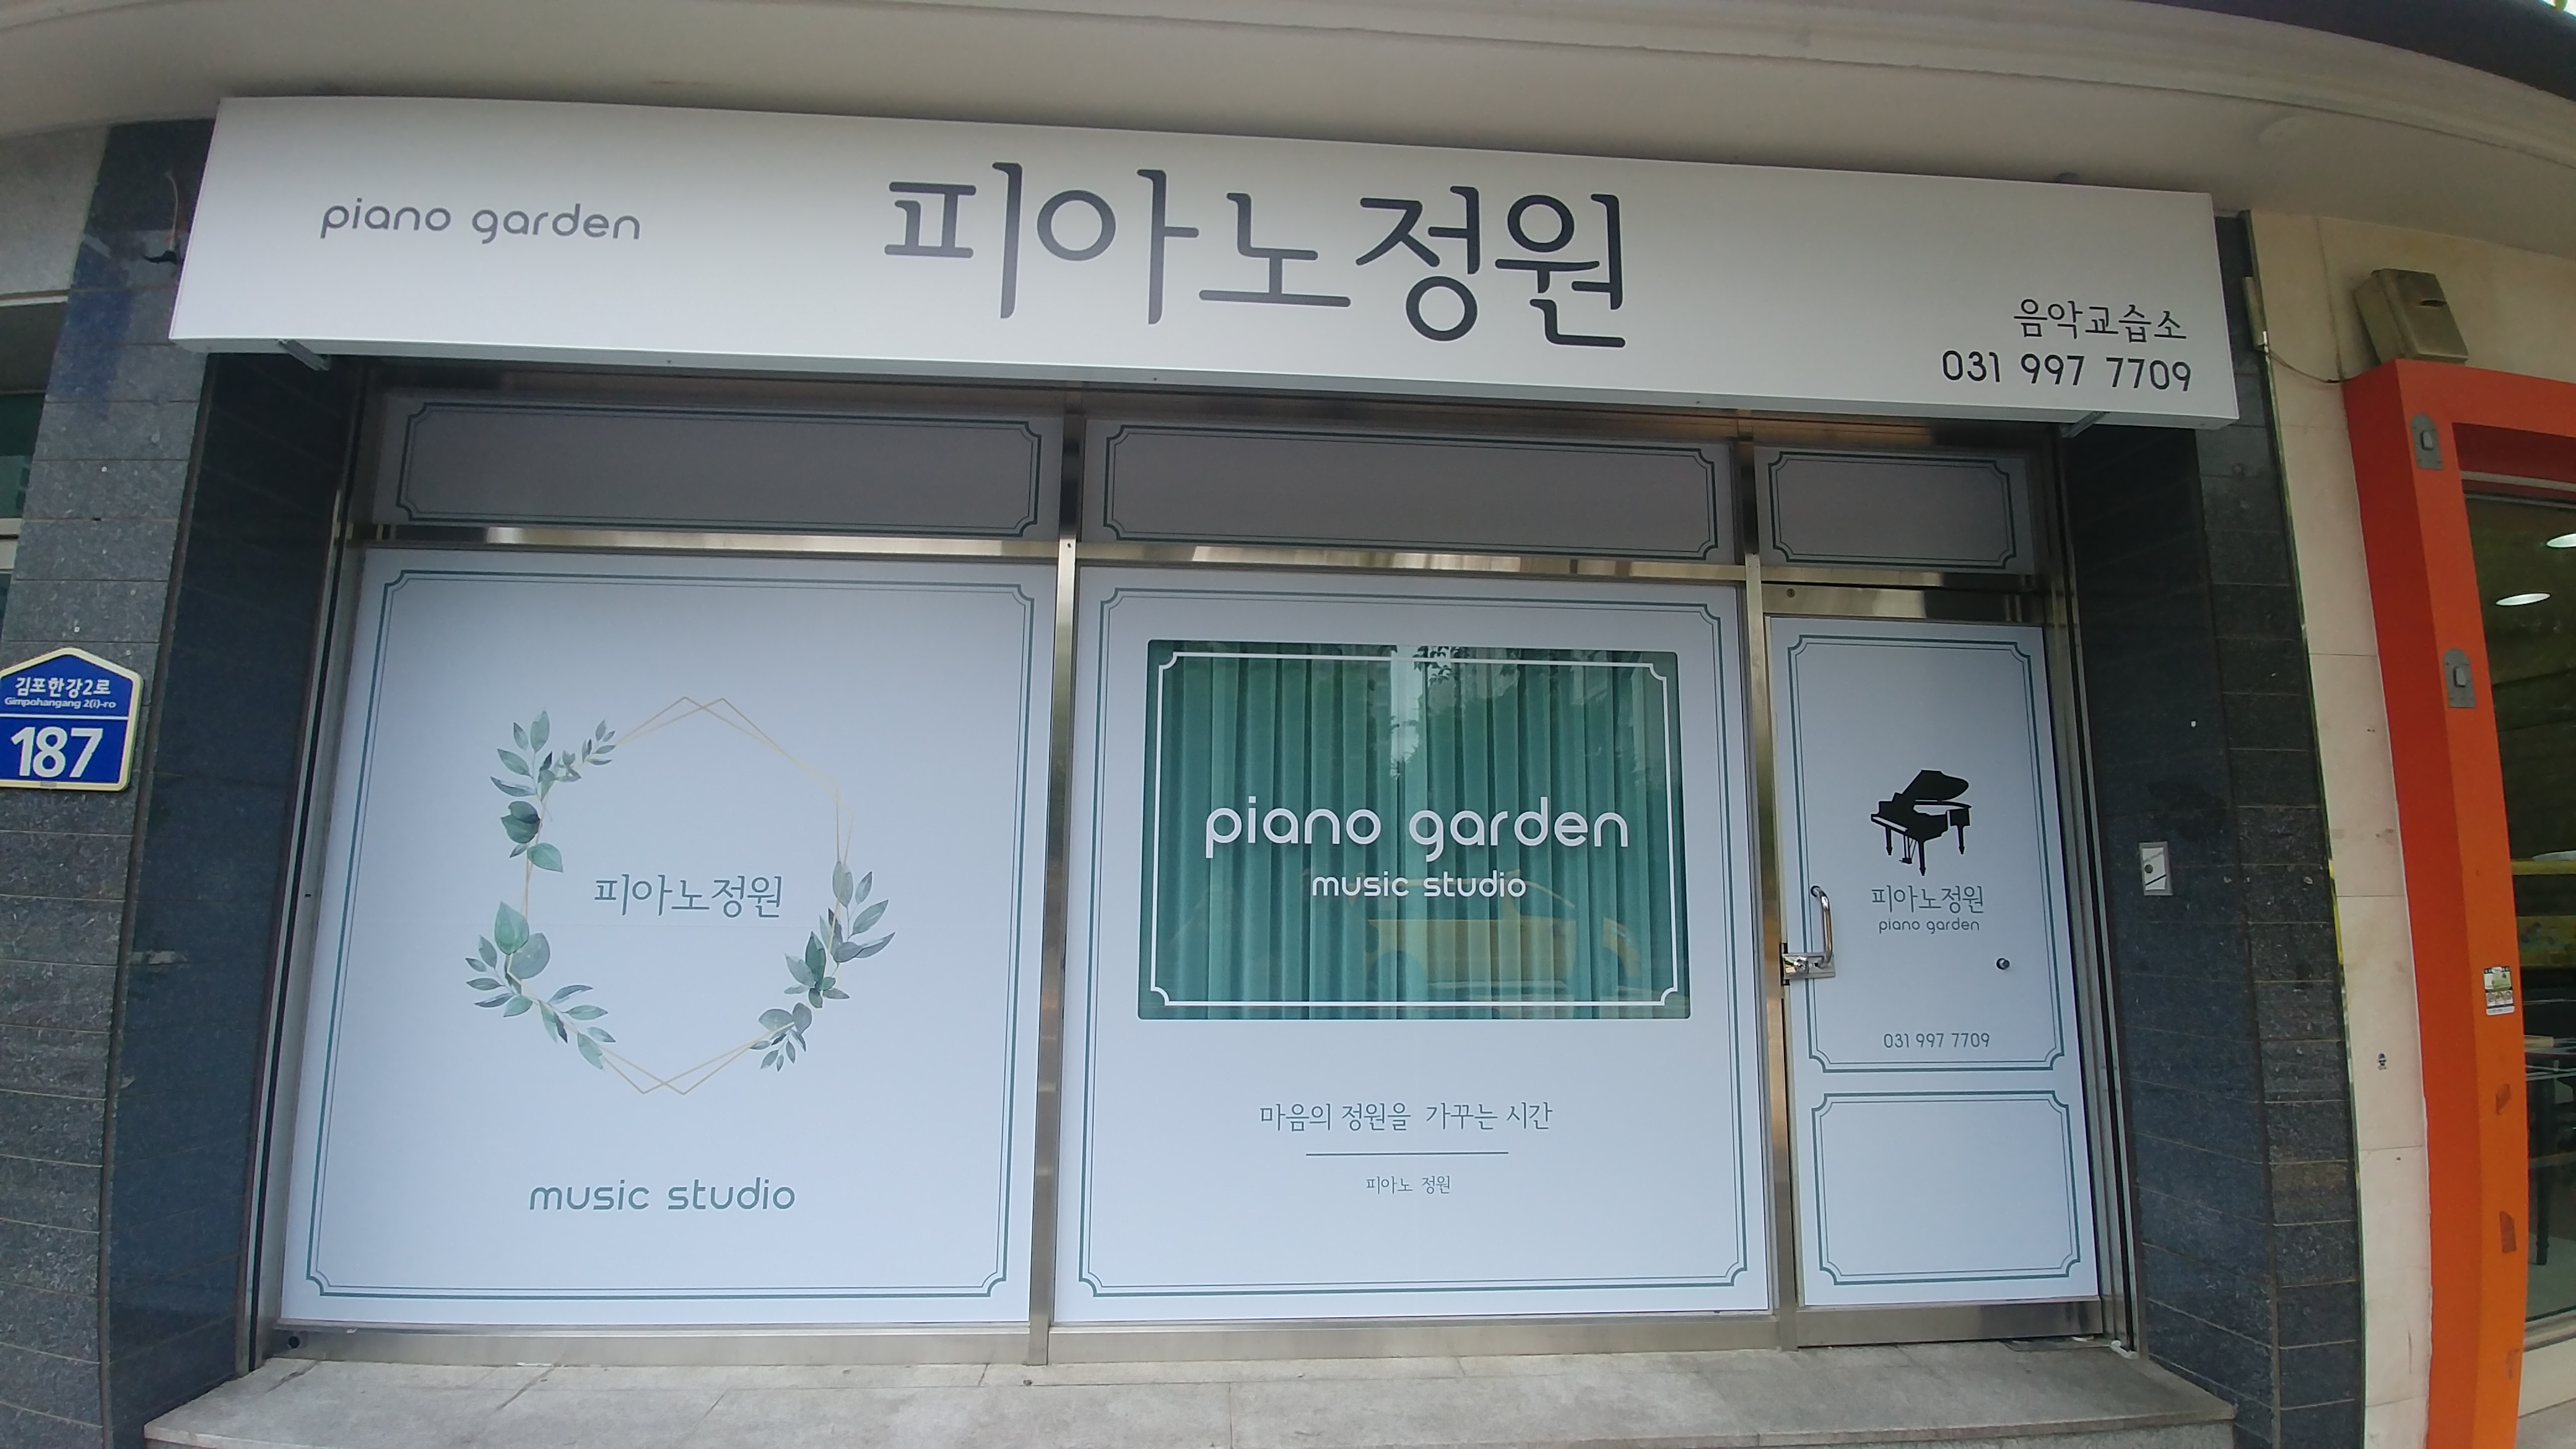 piano garden
피아노정원
음악교습소
031 997 7709
김포한강2로
Gimpohangang 2(i)-ro
187
피아노정원
music studio
piano garden
music studio
마음의 정원을 가꾸는 시간
피아노 정원
피아노정원
piano garden
031 997 7709